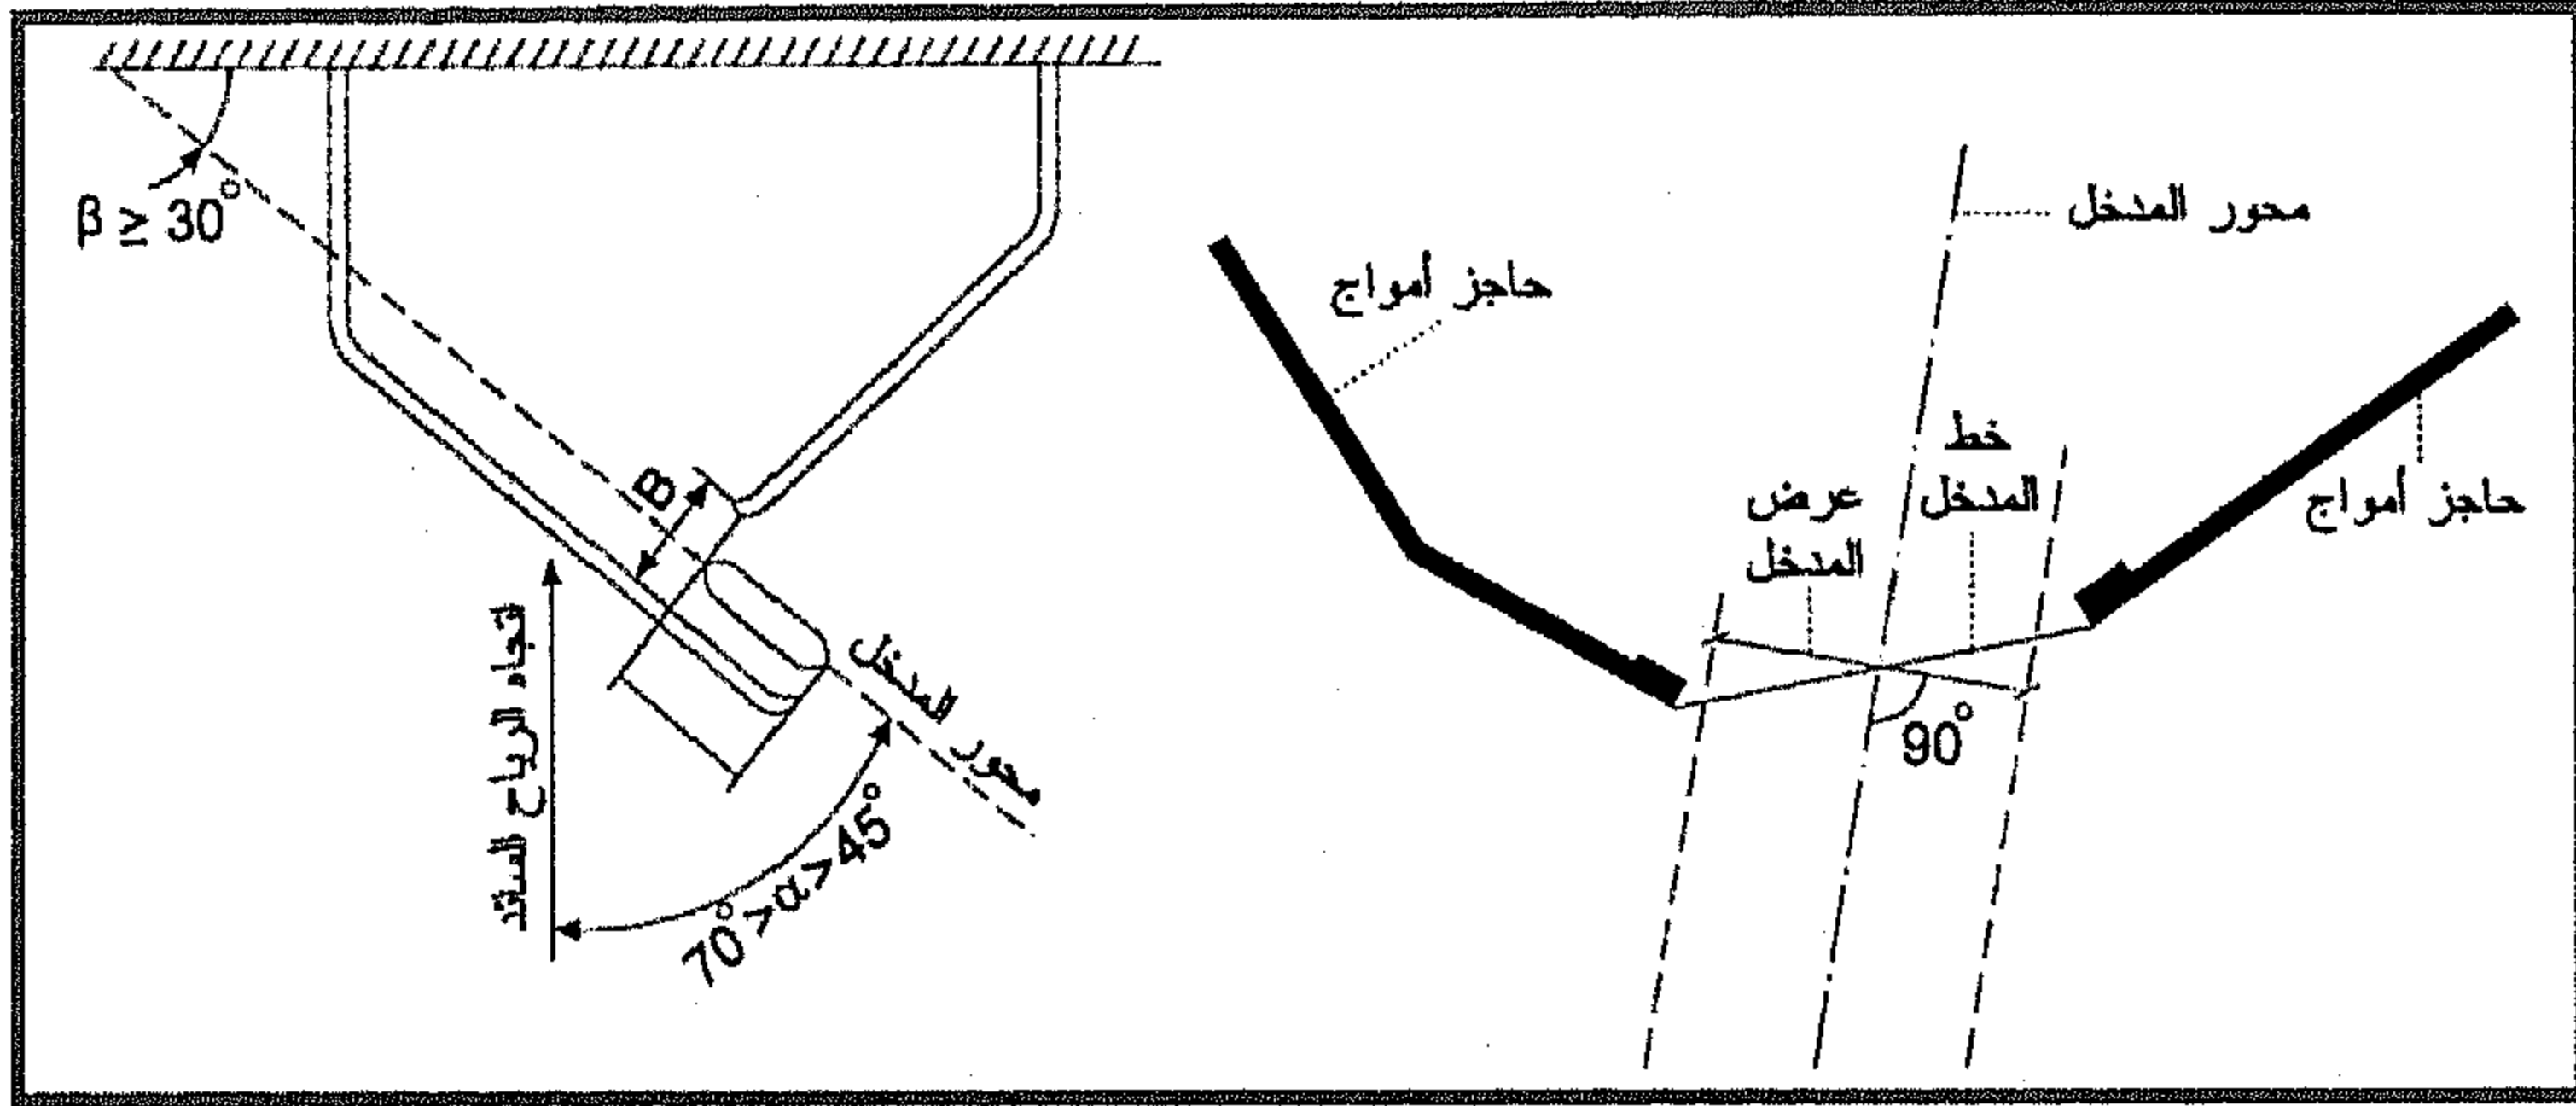 محور المدخل
حاجز أمواج
خط
المدخل
عرض
المدخل
حاجز أمواج
90°
β ≥ 30°
B
اتجاه الرياح السائد
محور المدخل
70°>α>45°